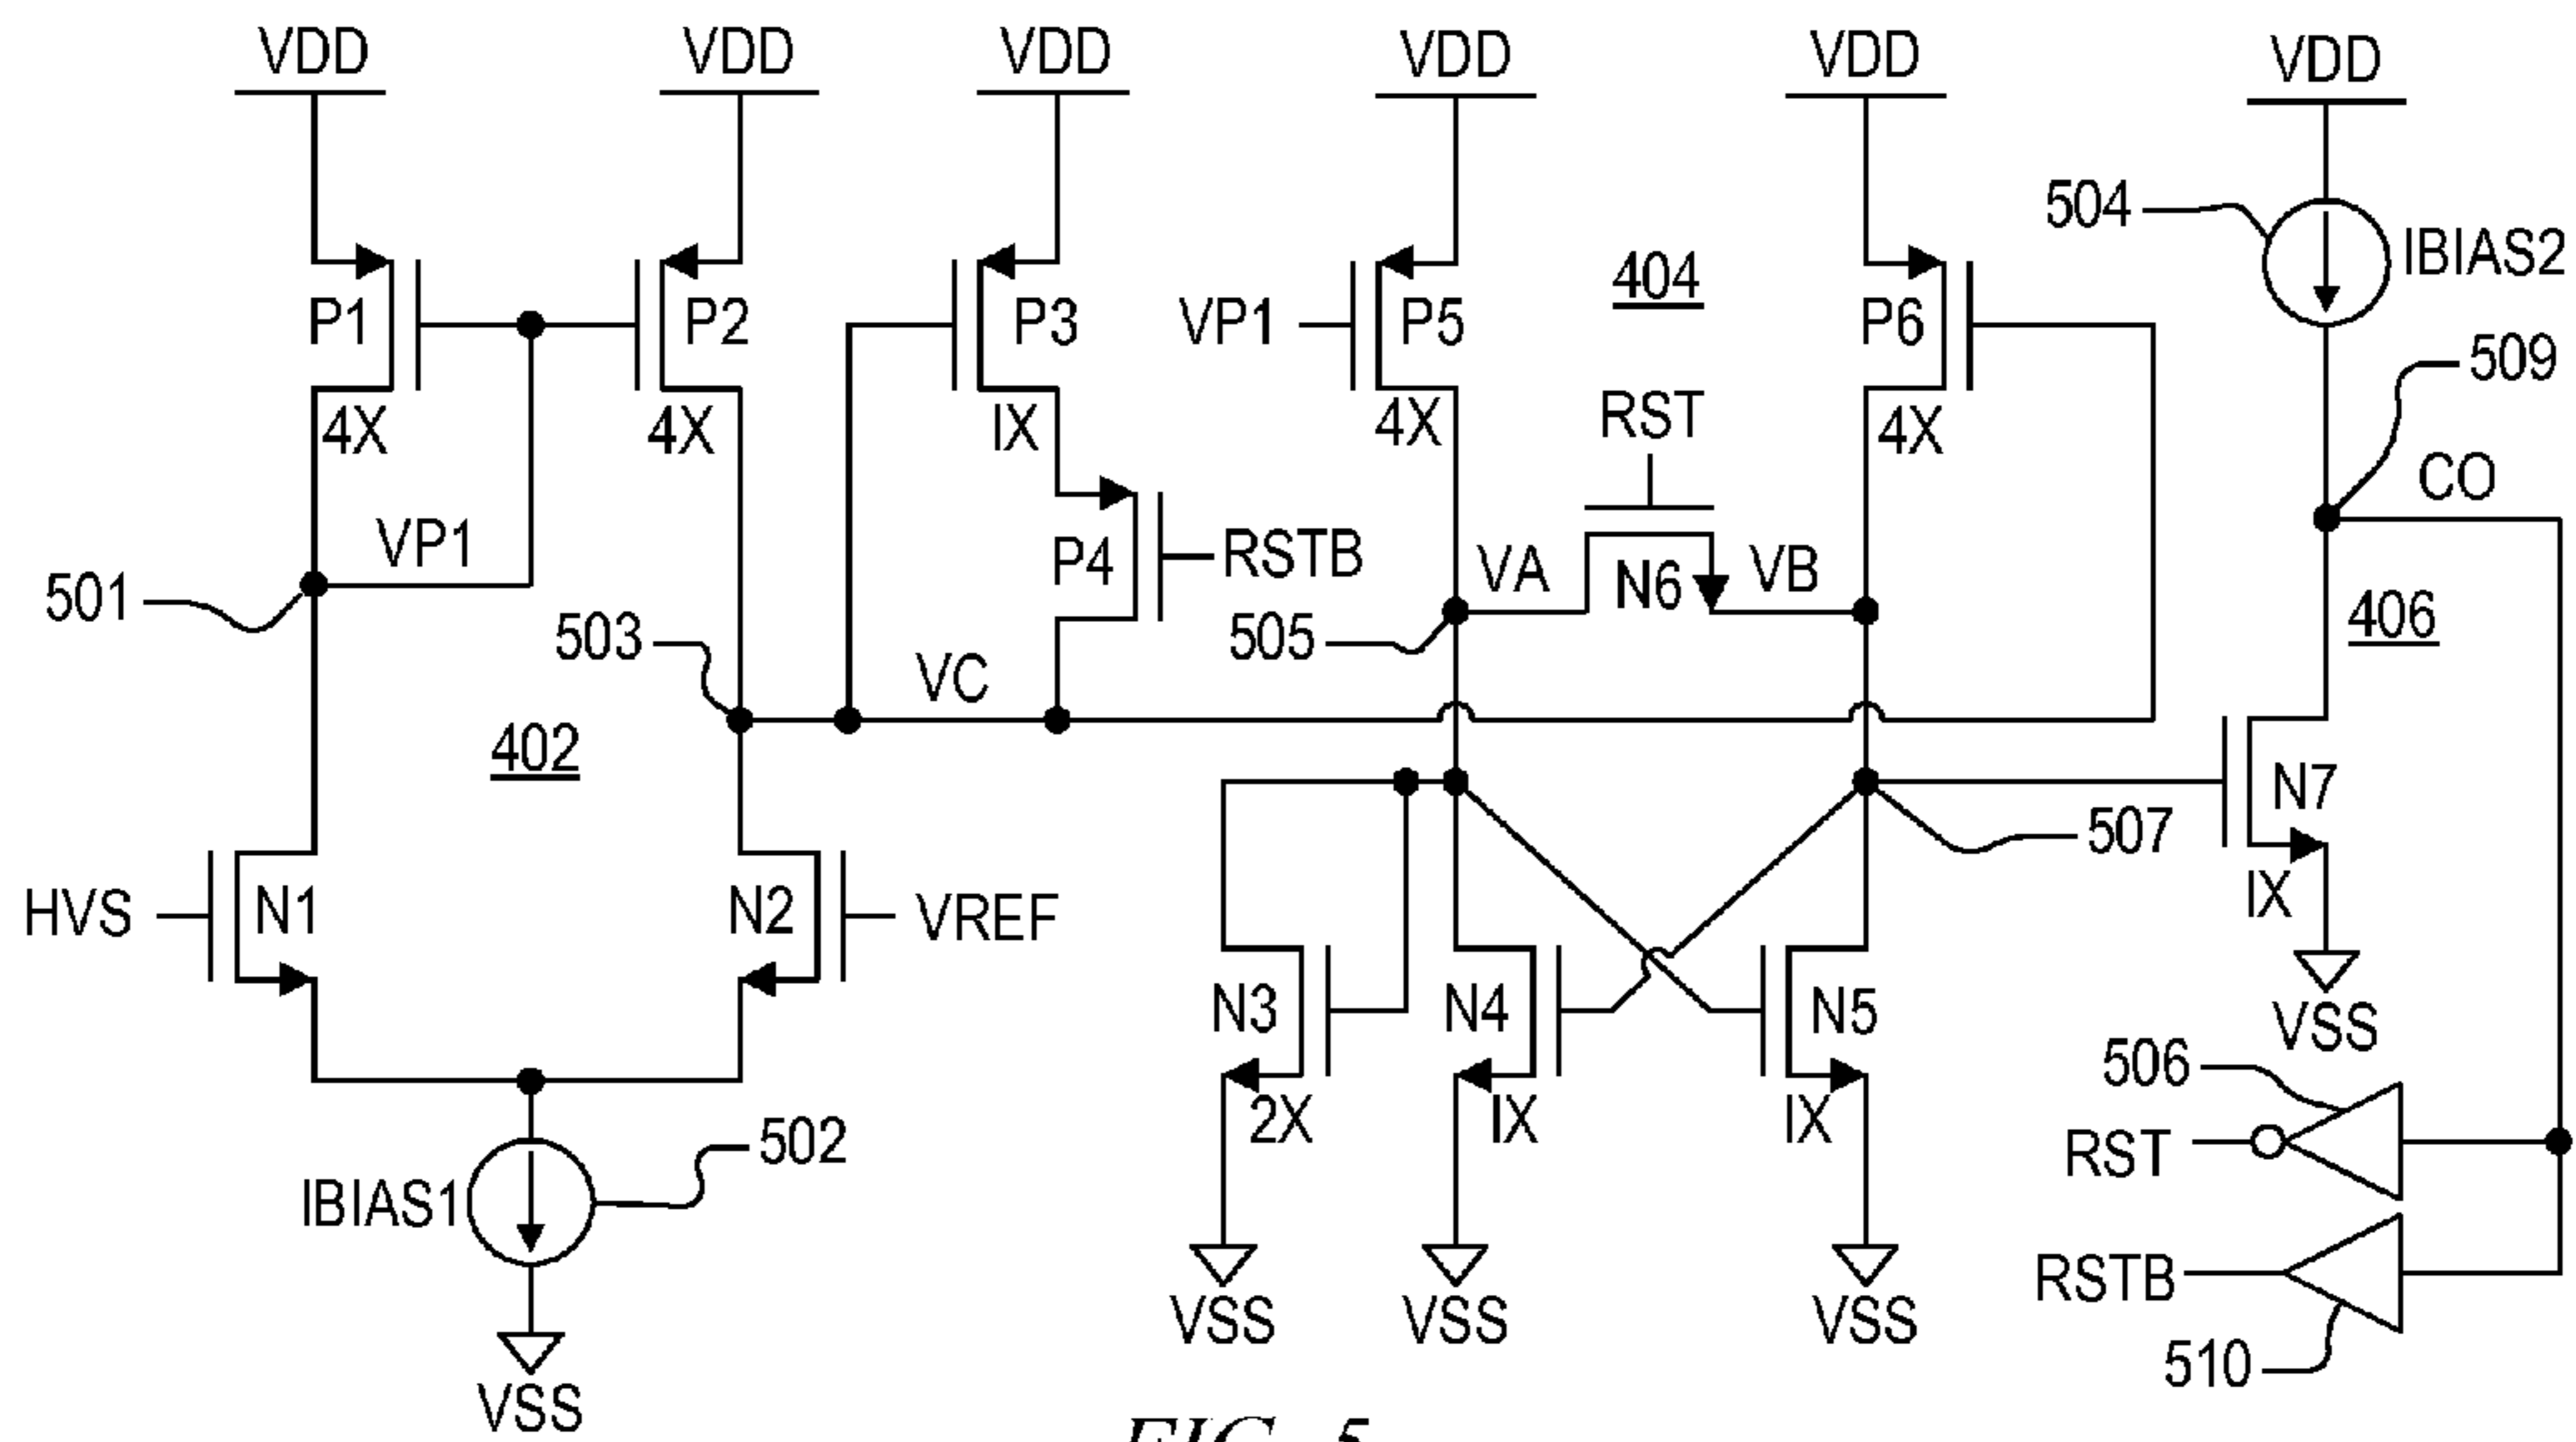 VDD VDD VDD VDD VDD VDD
504 IBIAS2
P1 P2 P3 VP1 P5 404 P6
509
4X 4X IX 4X RST 4X
CO
VP1 P4 RSTB VA N6 VB
501 503 505 406
VC
402
N7
507
HVS N1 N2 VREF IX
N3 N4 N5 VSS
2X IX IX 506
502 RST
IBIAS1
RSTB
VSS VSS VSS 510
VSS
FIG. 5